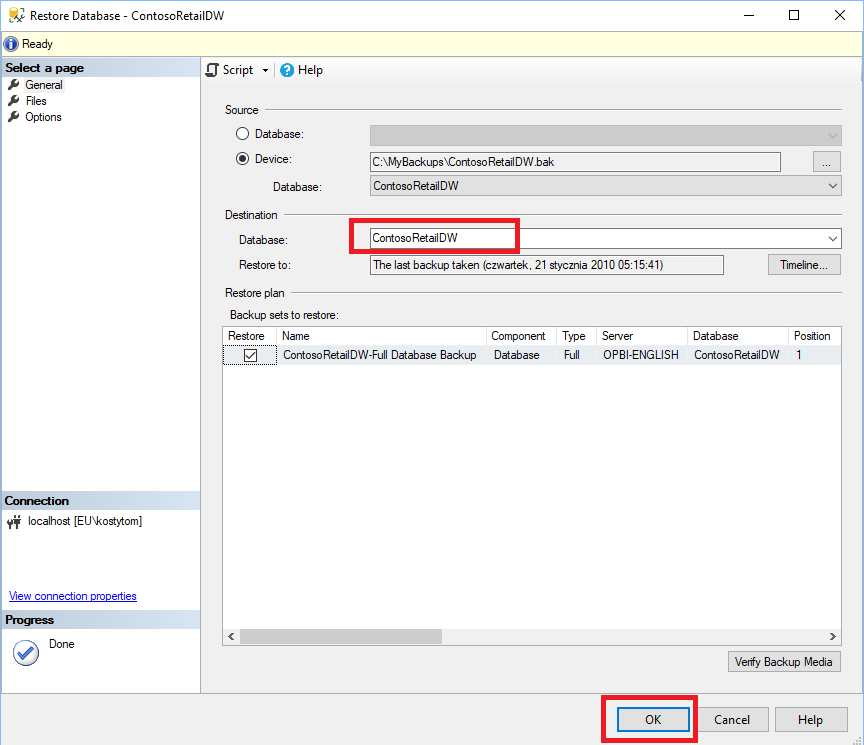 Restore Database - ContosoRetailDW
Ready
Select a page
General
Files
Options
Script
Help
Source
Database:
Device:
C:\MyBackups\ContosoRetailDW.bak
...
Database:
ContosoRetailDW
Destination
Database:
ContosoRetailDW
Restore to:
The last backup taken (czwartek, 21 stycznia 2010 05:15:41)
Timeline...
Restore plan
Backup sets to restore:
Restore Name Component Type Server Database Position
ContosoRetailDW-Full Database Backup Database Full OPBI-ENGLISH ContosoRetailDW 1
Connection
localhost [EU\kostytom]
View connection properties
Progress
Done
Verify Backup Media
OK Cancel Help